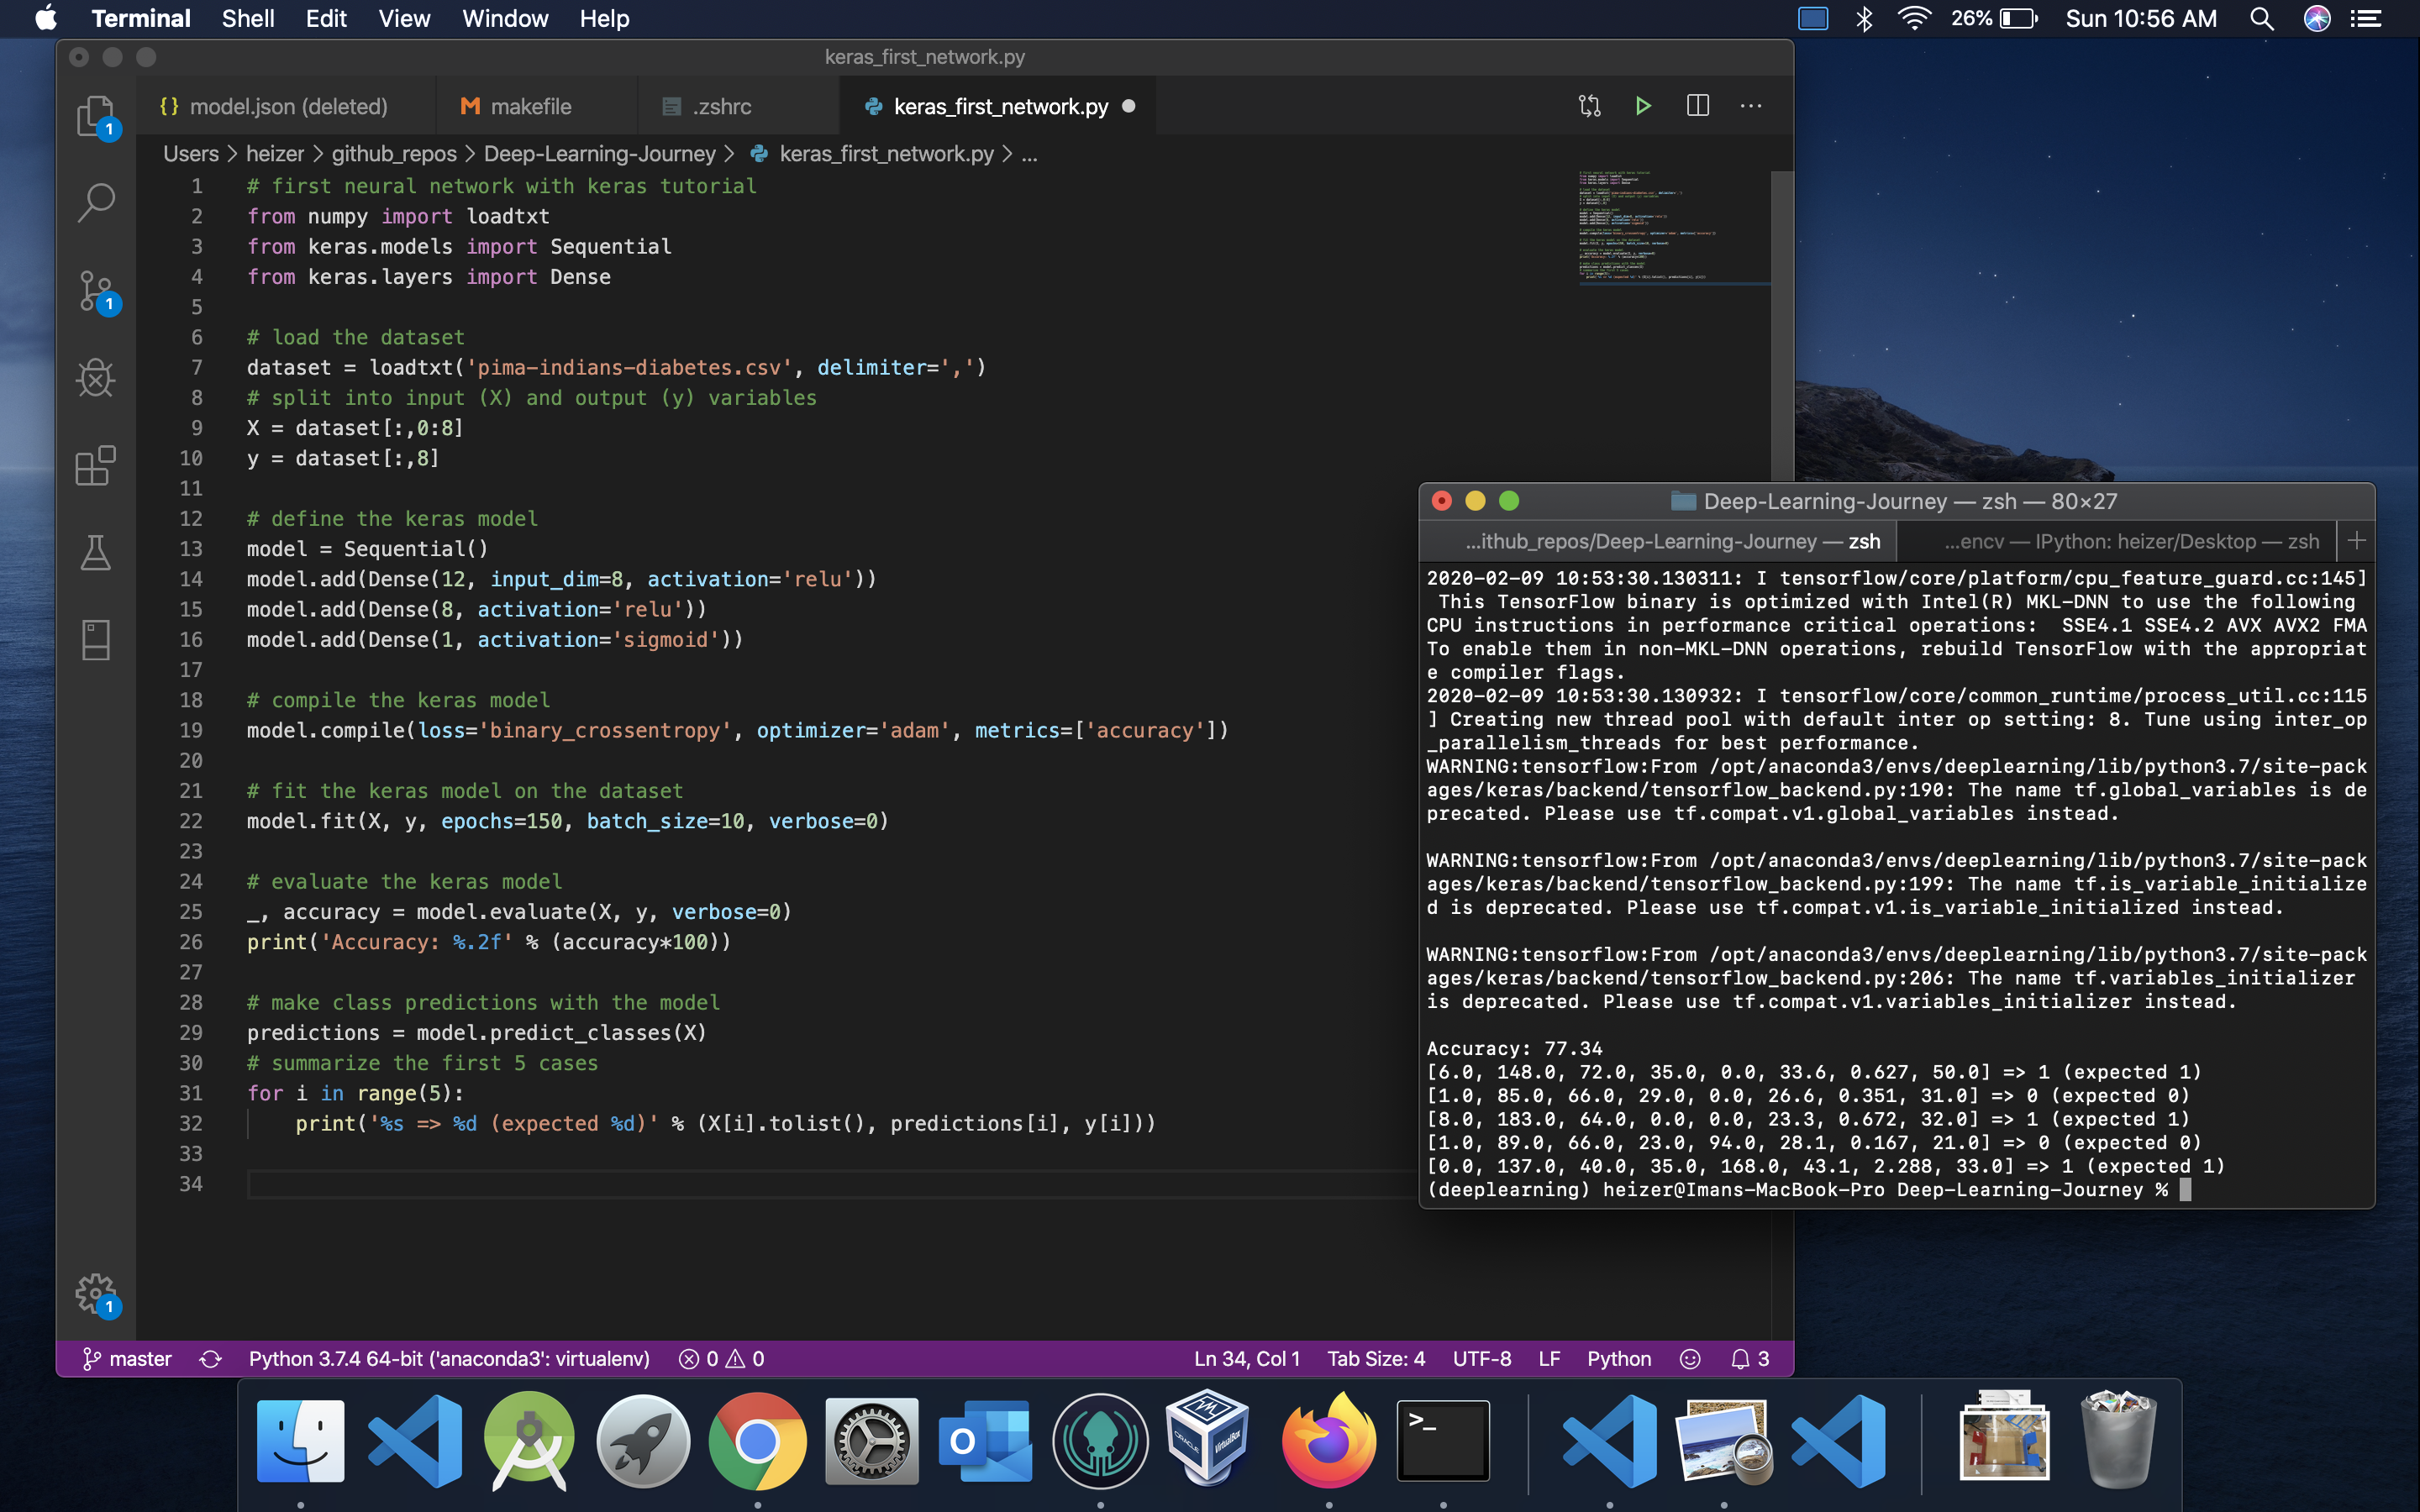 Terminal Shell Edit View Window Help 26% Sun 10:56 AM
keras_first_network.py
{} model.json (deleted) makefile .zshrc keras_first_network.py
Users > heizer > github_repos > Deep-Learning-Journey > keras_first_network.py > ...
1 # first neural network with keras tutorial
2 from numpy import loadtxt
3 from keras.models import Sequential
4 from keras.layers import Dense
5
6 # load the dataset
7 dataset = loadtxt('pima-indians-diabetes.csv', delimiter=',')
8 # split into input (X) and output (y) variables
9 X = dataset[:,0:8]
10 y = dataset[:,8]
11
12 # define the keras model
13 model = Sequential()
14 model.add(Dense(12, input_dim=8, activation='relu'))
15 model.add(Dense(8, activation='relu'))
16 model.add(Dense(1, activation='sigmoid'))
17
18 # compile the keras model
19 model.compile(loss='binary_crossentropy', optimizer='adam', metrics=['accuracy'])
20
21 # fit the keras model on the dataset
22 model.fit(X, y, epochs=150, batch_size=10, verbose=0)
23
24 # evaluate the keras model
25 _, accuracy = model.evaluate(X, y, verbose=0)
26 print('Accuracy: %.2f' % (accuracy*100))
27
28 # make class predictions with the model
29 predictions = model.predict_classes(X)
30 # summarize the first 5 cases
31 for i in range(5):
32     print('%s => %d (expected %d)' % (X[i].tolist(), predictions[i], y[i]))
33
34
1
1
1
master Python 3.7.4 64-bit ('anaconda3': virtualenv) 0 0 Ln 34, Col 1 Tab Size: 4 UTF-8 LF Python 3
Deep-Learning-Journey — zsh — 80×27
...ithub_repos/Deep-Learning-Journey — zsh ...encv — IPython: heizer/Desktop — zsh +
2020-02-09 10:53:30.130311: I tensorflow/core/platform/cpu_feature_guard.cc:145]
 This TensorFlow binary is optimized with Intel(R) MKL-DNN to use the following
CPU instructions in performance critical operations:  SSE4.1 SSE4.2 AVX AVX2 FMA
To enable them in non-MKL-DNN operations, rebuild TensorFlow with the appropriat
e compiler flags.
2020-02-09 10:53:30.130932: I tensorflow/core/common_runtime/process_util.cc:115
] Creating new thread pool with default inter op setting: 8. Tune using inter_op
_parallelism_threads for best performance.
WARNING:tensorflow:From /opt/anaconda3/envs/deeplearning/lib/python3.7/site-pack
ages/keras/backend/tensorflow_backend.py:190: The name tf.global_variables is de
precated. Please use tf.compat.v1.global_variables instead.

WARNING:tensorflow:From /opt/anaconda3/envs/deeplearning/lib/python3.7/site-pack
ages/keras/backend/tensorflow_backend.py:199: The name tf.is_variable_initialize
d is deprecated. Please use tf.compat.v1.is_variable_initialized instead.

WARNING:tensorflow:From /opt/anaconda3/envs/deeplearning/lib/python3.7/site-pack
ages/keras/backend/tensorflow_backend.py:206: The name tf.variables_initializer
is deprecated. Please use tf.compat.v1.variables_initializer instead.

Accuracy: 77.34
[6.0, 148.0, 72.0, 35.0, 0.0, 33.6, 0.627, 50.0] => 1 (expected 1)
[1.0, 85.0, 66.0, 29.0, 0.0, 26.6, 0.351, 31.0] => 0 (expected 0)
[8.0, 183.0, 64.0, 0.0, 0.0, 23.3, 0.672, 32.0] => 1 (expected 1)
[1.0, 89.0, 66.0, 23.0, 94.0, 28.1, 0.167, 21.0] => 0 (expected 0)
[0.0, 137.0, 40.0, 35.0, 168.0, 43.1, 2.288, 33.0] => 1 (expected 1)
(deeplearning) heizer@Imans-MacBook-Pro Deep-Learning-Journey %